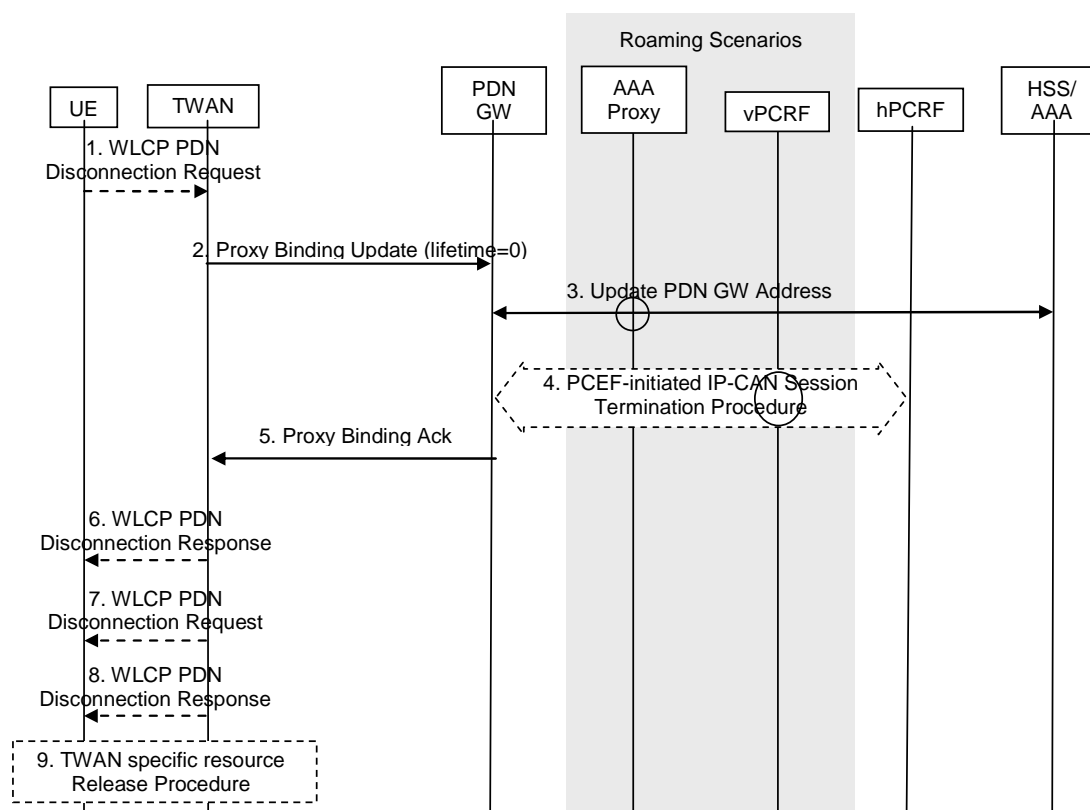 Roaming Scenarios
UE
TWAN
PDN
GW
AAA
Proxy
vPCRF
hPCRF
HSS/
AAA
1. WLCP PDN
Disconnection Request
2. Proxy Binding Update (lifetime=0)
3. Update PDN GW Address
4. PCEF-initiated IP-CAN Session
Termination Procedure
5. Proxy Binding Ack
6. WLCP PDN
Disconnection Response
7. WLCP PDN
Disconnection Request
8. WLCP PDN
Disconnection Response
9. TWAN specific resource
Release Procedure